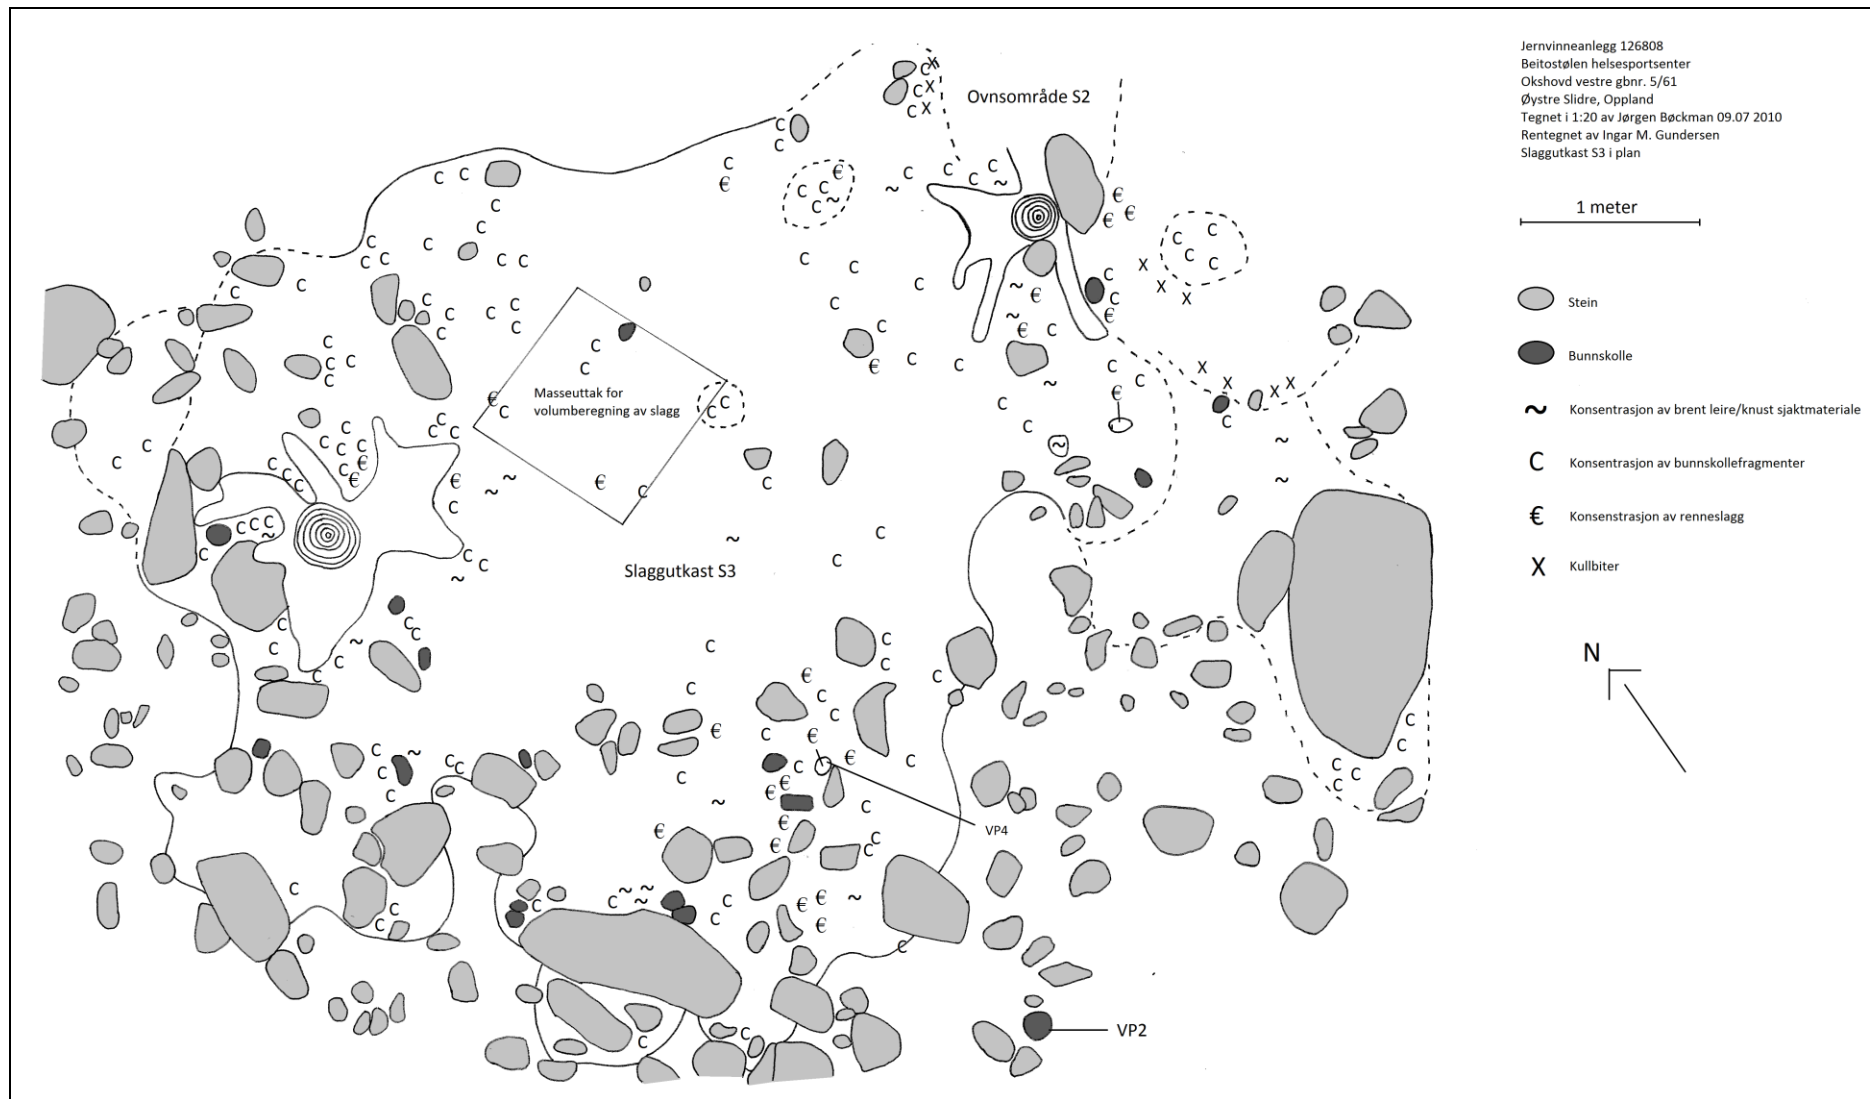 Jernvinneanlegg 126808
Beitostølen helsesportsenter
Okshovd vestre gbnr. 5/61
Øystre Slidre, Oppland
Tegnet i 1:20 av Jørgen Bøckman 09.07 2010
Rentegnet av Ingar M. Gundersen
Slaggutkast S3 i plan
1 meter
Ovnsområde S2
Stein
Bunnskolle
Masseuttak for
volumberegning av slagg
~ Konsentrasjon av brent leire/knust sjaktmateriale
C Konsentrasjon av bunnskollefragmenter
€ Konsenstrasjon av renneslagg
X Kullbiter
Slaggutkast S3
N
VP4
VP2